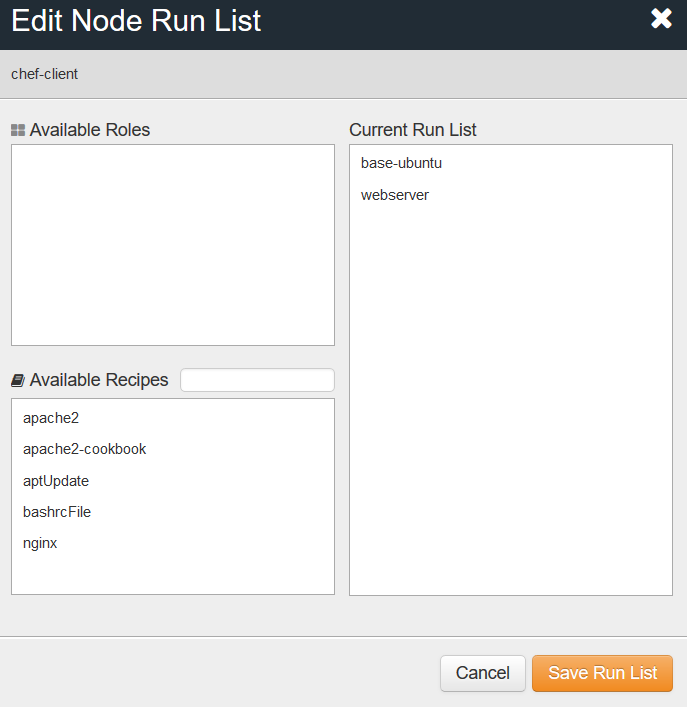 Edit Node Run List
chef-client
Available Roles
Current Run List
base-ubuntu
webserver
Available Recipes
apache2
apache2-cookbook
aptUpdate
bashrcFile
nginx
Cancel
Save Run List